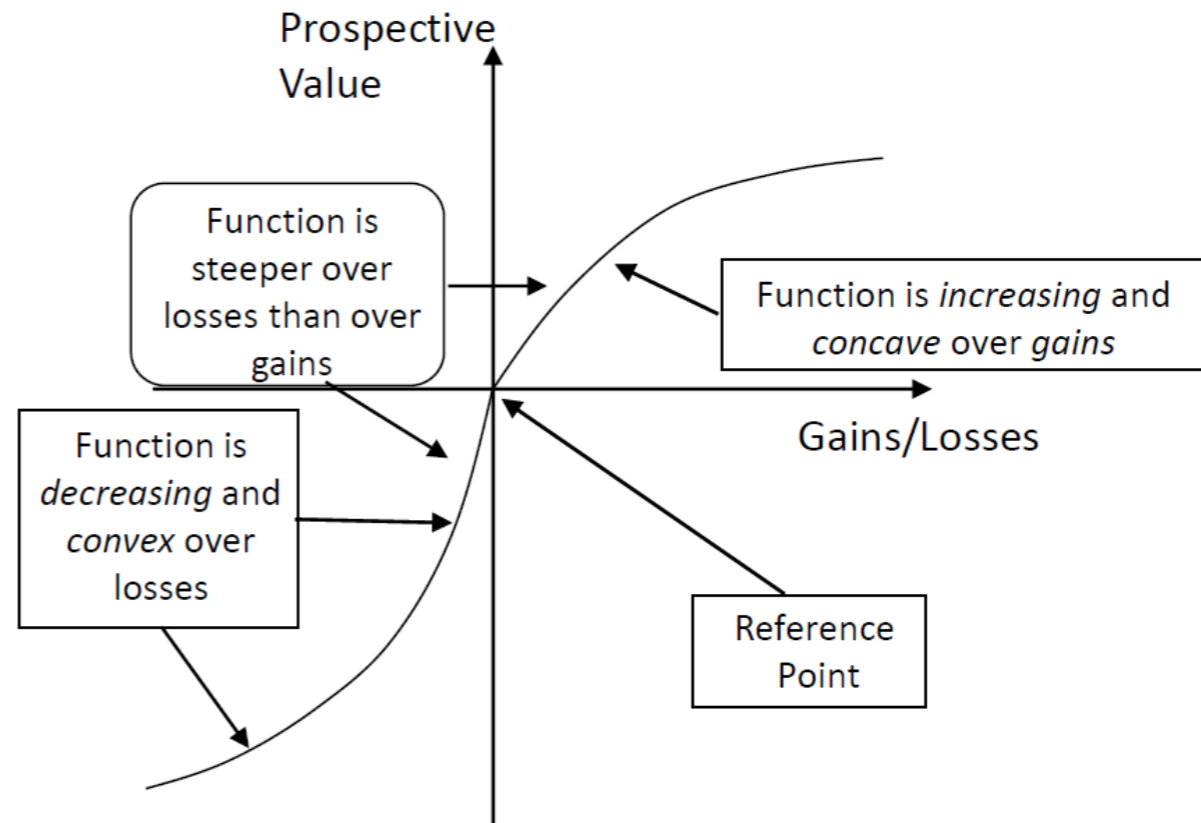 Prospective
Value
Function is
steeper over
losses than over
gains
Function is increasing and
concave over gains
Gains/Losses
Function is
decreasing and
convex over
losses
Reference
Point